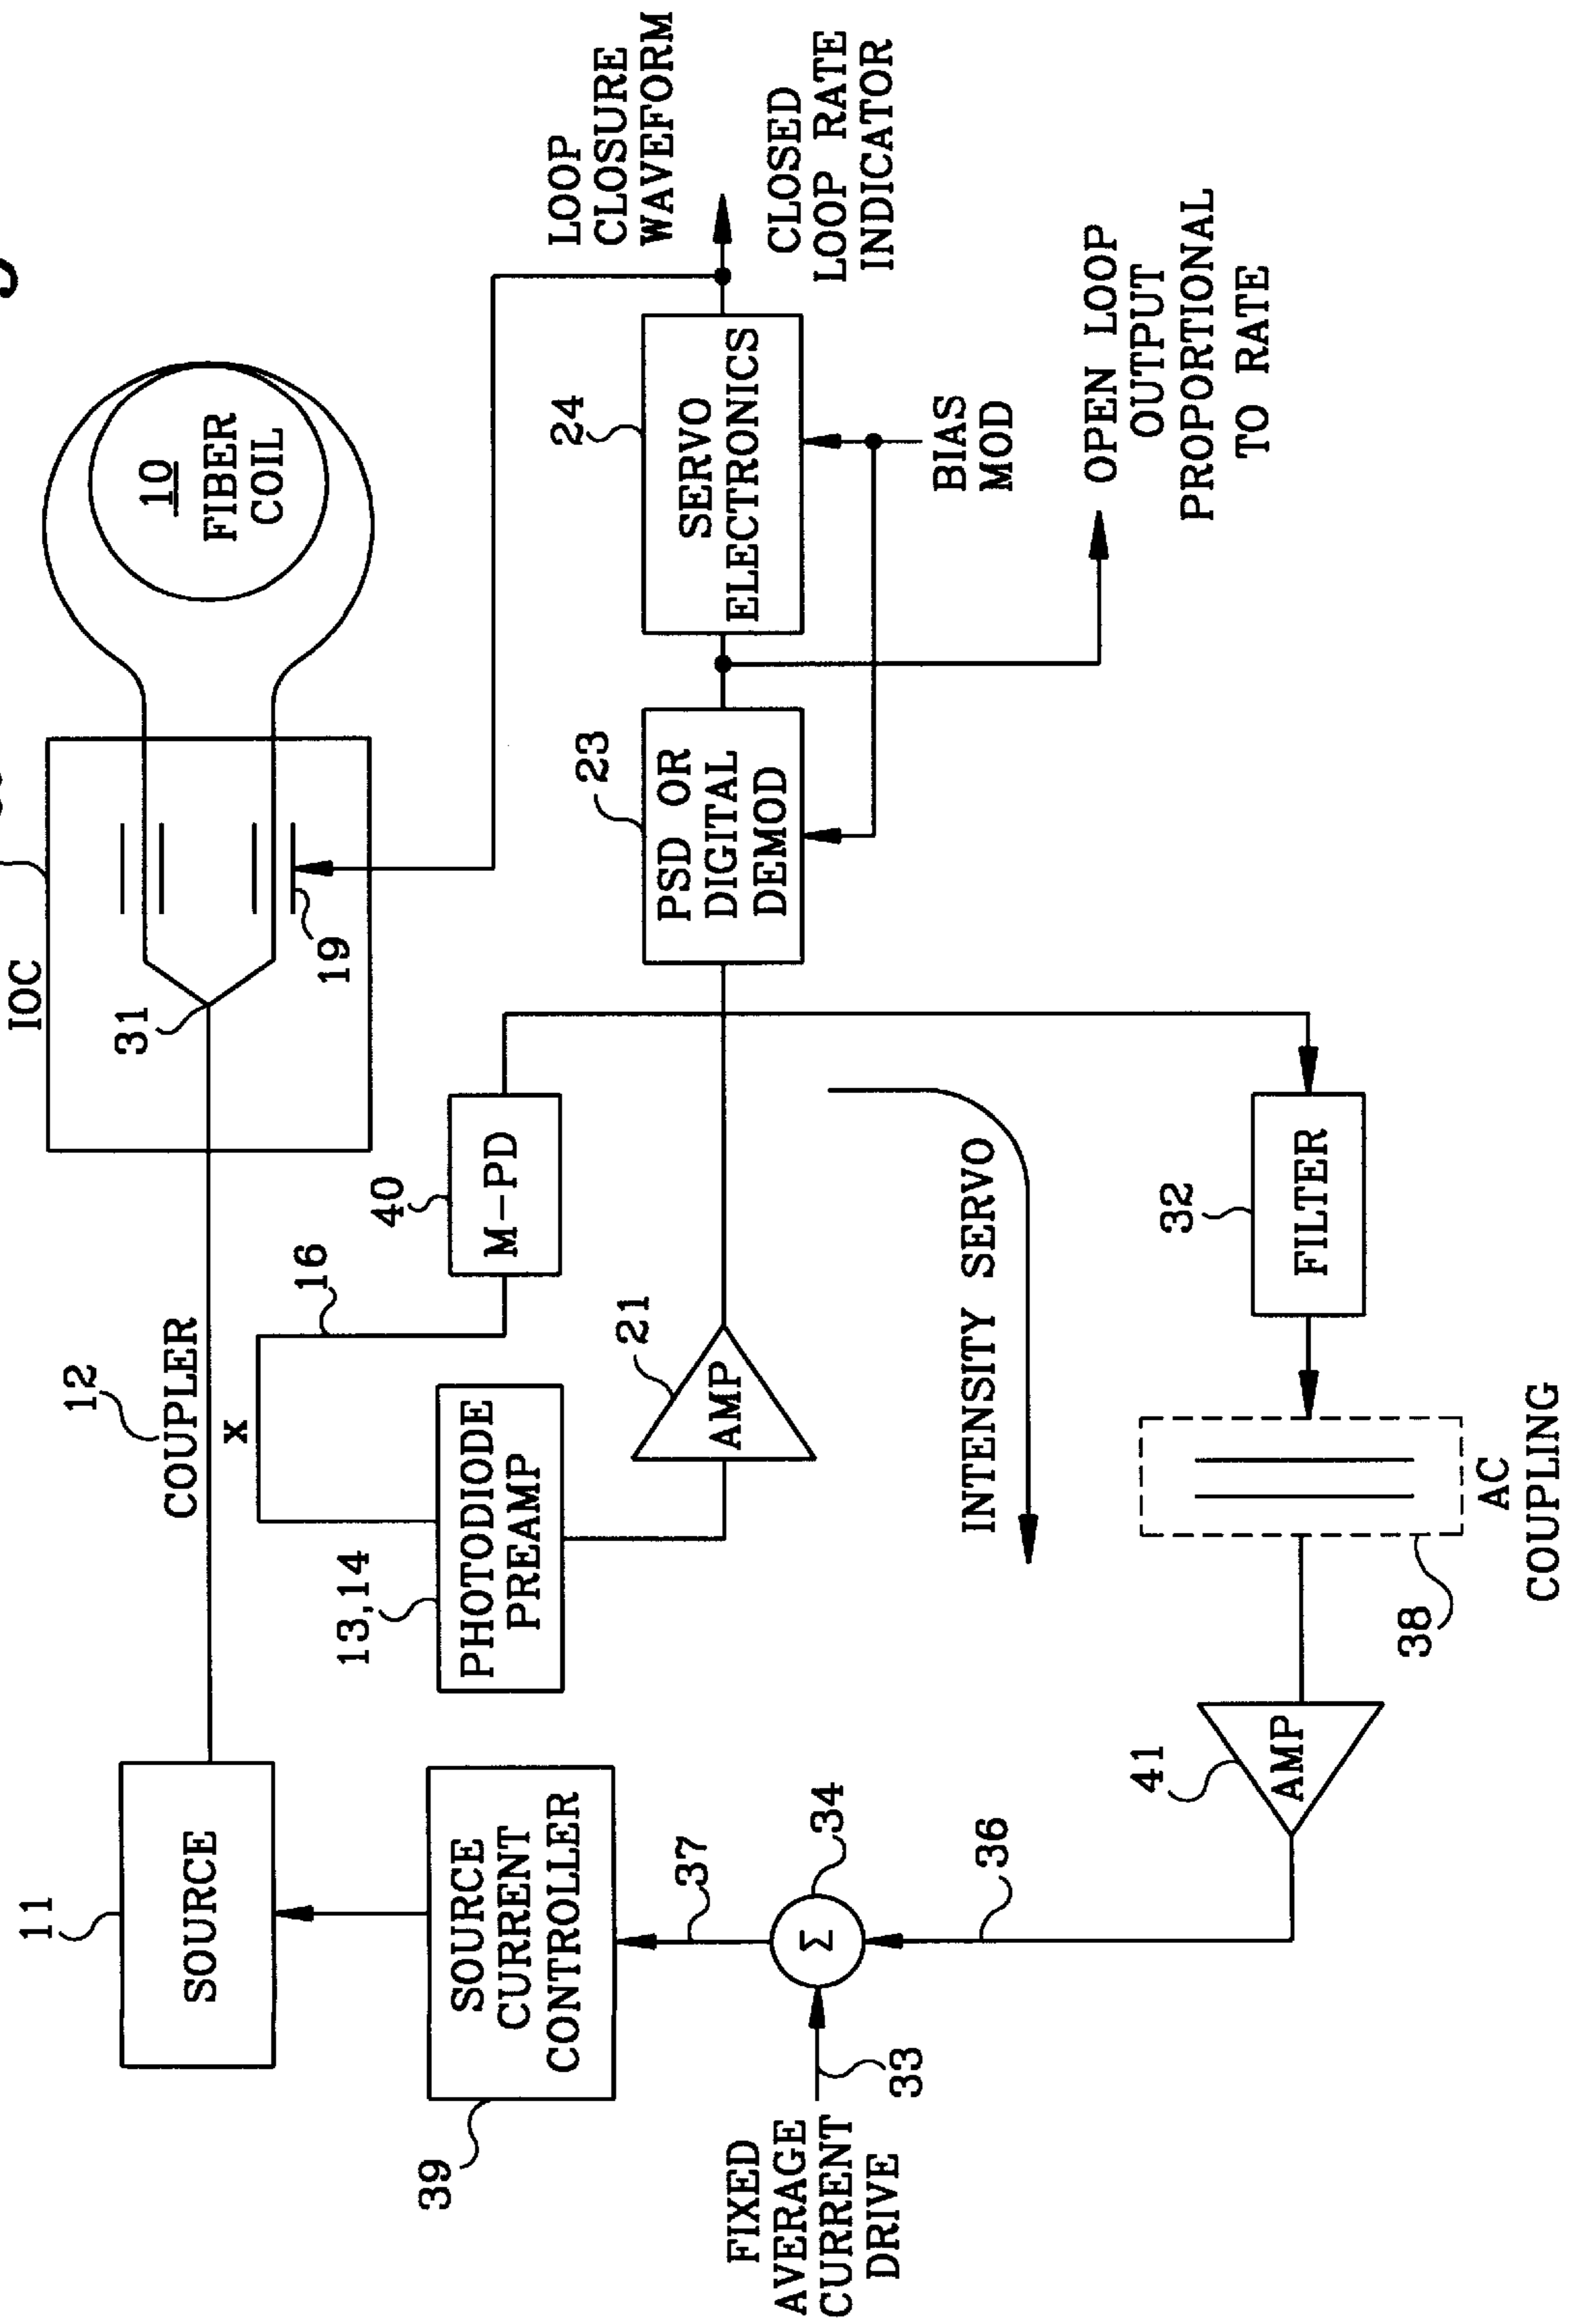 IOC
31
19
10
FIBER
COIL
12
COUPLER
X
11
SOURCE
16
40
M-PD
13,14
PHOTODIODE
PREAMP
21
AMP
39
SOURCE
CURRENT
CONTROLLER
37
34
Σ
33
FIXED
AVERAGE
CURRENT
DRIVE
36
41
AMP
38
AC
COUPLING
32
FILTER
INTENSITY SERVO
23
PSD OR
DIGITAL
DEMOD
24
SERVO
ELECTRONICS
BIAS
MOD
LOOP
CLOSURE
WAVEFORM
CLOSED
LOOP RATE
INDICATOR
OPEN LOOP
OUTPUT
PROPORTIONAL
TO RATE